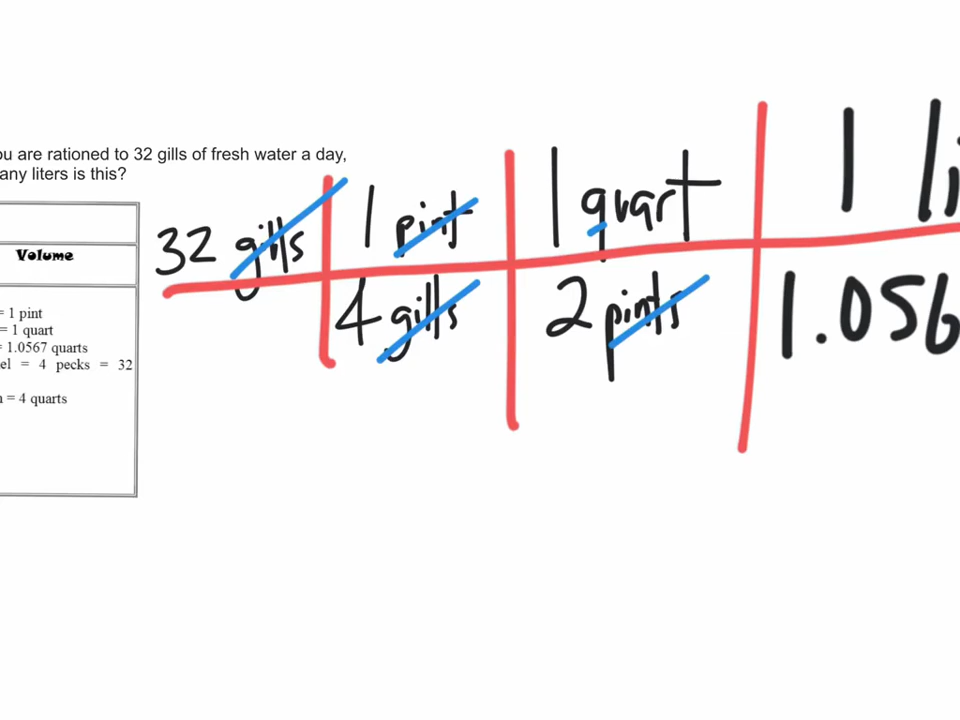 ou are rationed to 32 gills of fresh water a day,
any liters is this?
Volume
= 1 pint
= 1 quart
= 1.0567 quarts
el = 4 pecks = 32
n = 4 quarts
32 gills 1 pint 1 quart 1 li
4 gills 2 pints 1.056